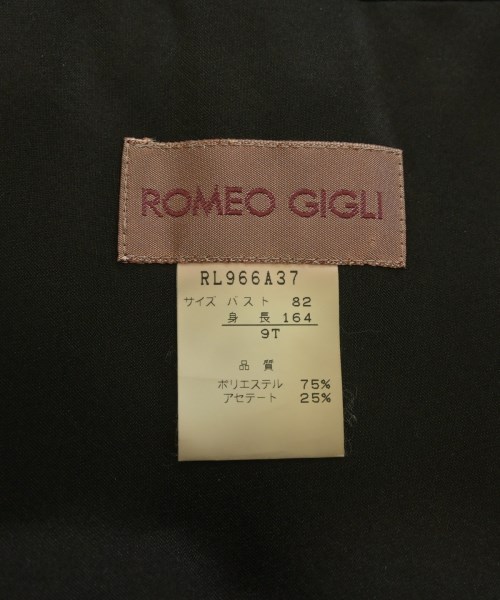 ROMEO GIGLI
RL966A37
サイズ バスト 82
身長 164
9T
品質
ポリエステル 75%
アセテート 25%